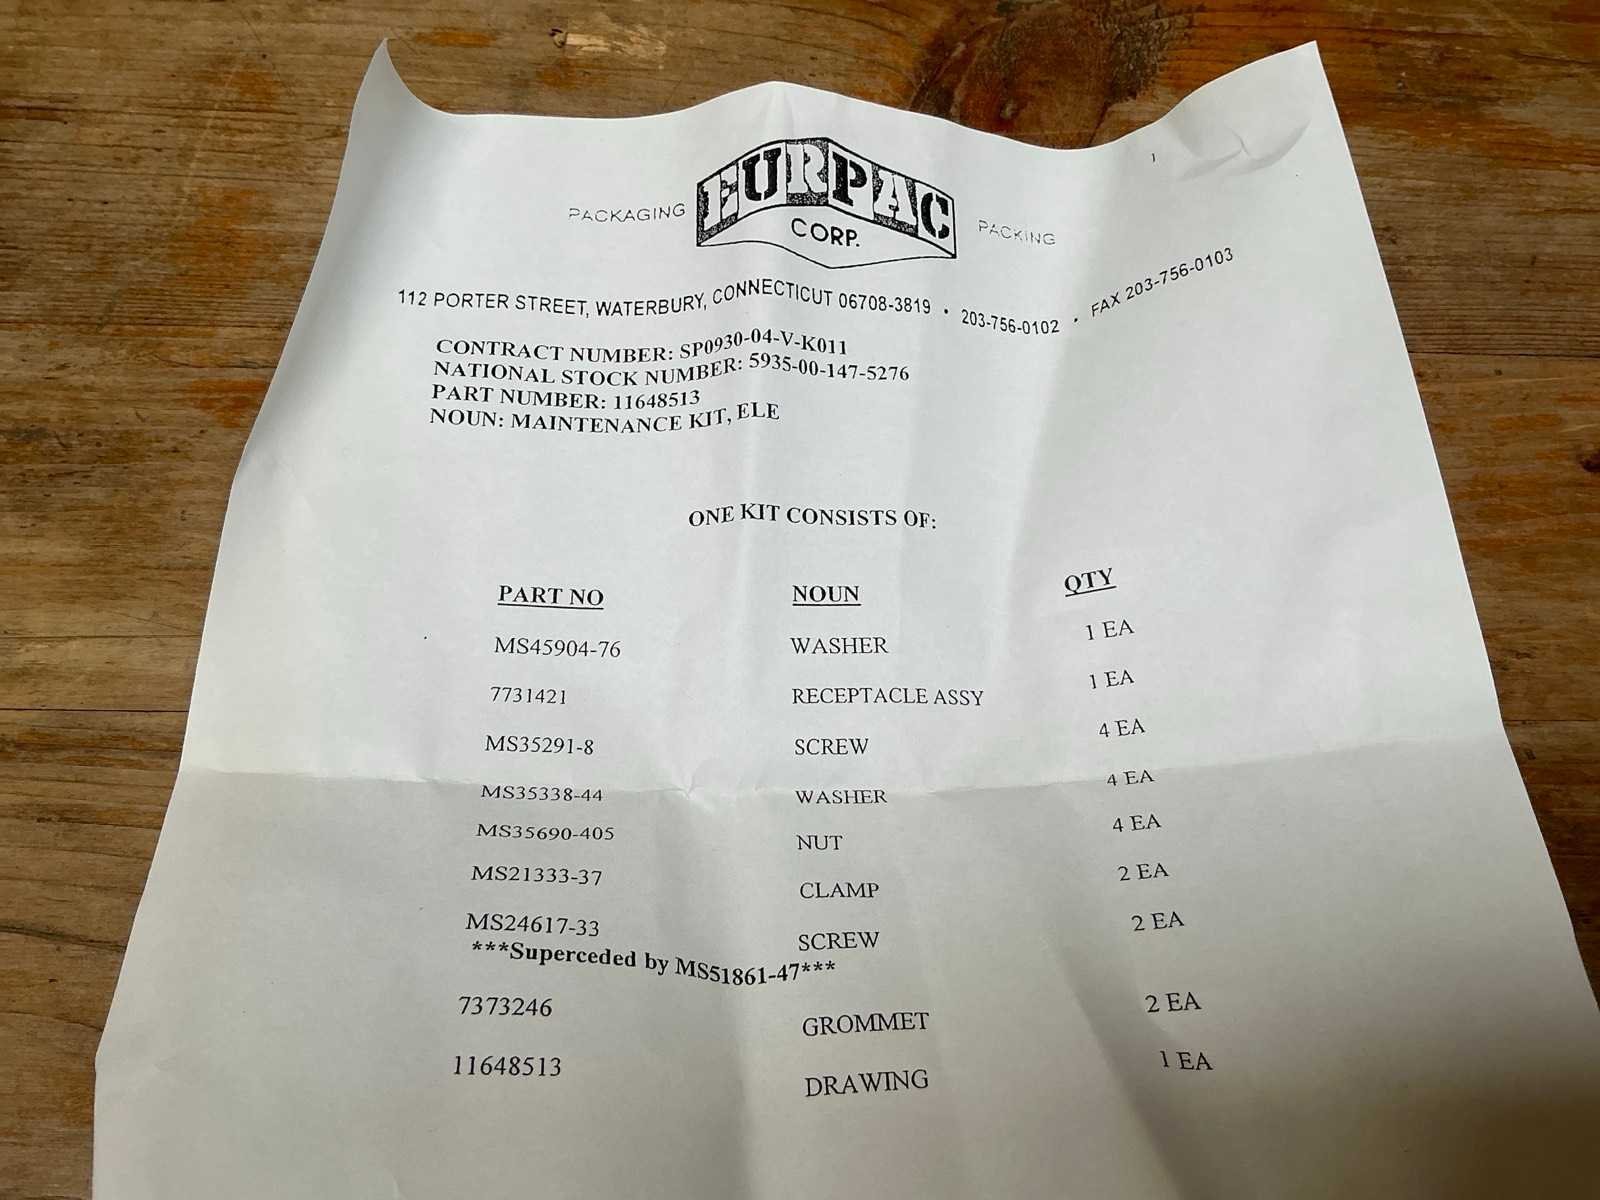 EURPAC
PACKAGING CORP. PACKING
112 PORTER STREET, WATERBURY, CONNECTICUT 06708-3819 • 203-756-0102 • FAX 203-756-0103
CONTRACT NUMBER: SP0930-04-V-K011
NATIONAL STOCK NUMBER: 5935-00-147-5276
PART NUMBER: 11648513
NOUN: MAINTENANCE KIT, ELE
ONE KIT CONSISTS OF:
PART NO NOUN QTY
MS45904-76 WASHER 1 EA
7731421 RECEPTACLE ASSY 1 EA
MS35291-8 SCREW 4 EA
MS35338-44 WASHER 4 EA
MS35690-405 NUT 4 EA
MS21333-37 CLAMP 2 EA
MS24617-33 SCREW 2 EA
***Superceded by MS51861-47***
7373246 GROMMET 2 EA
11648513 DRAWING 1 EA